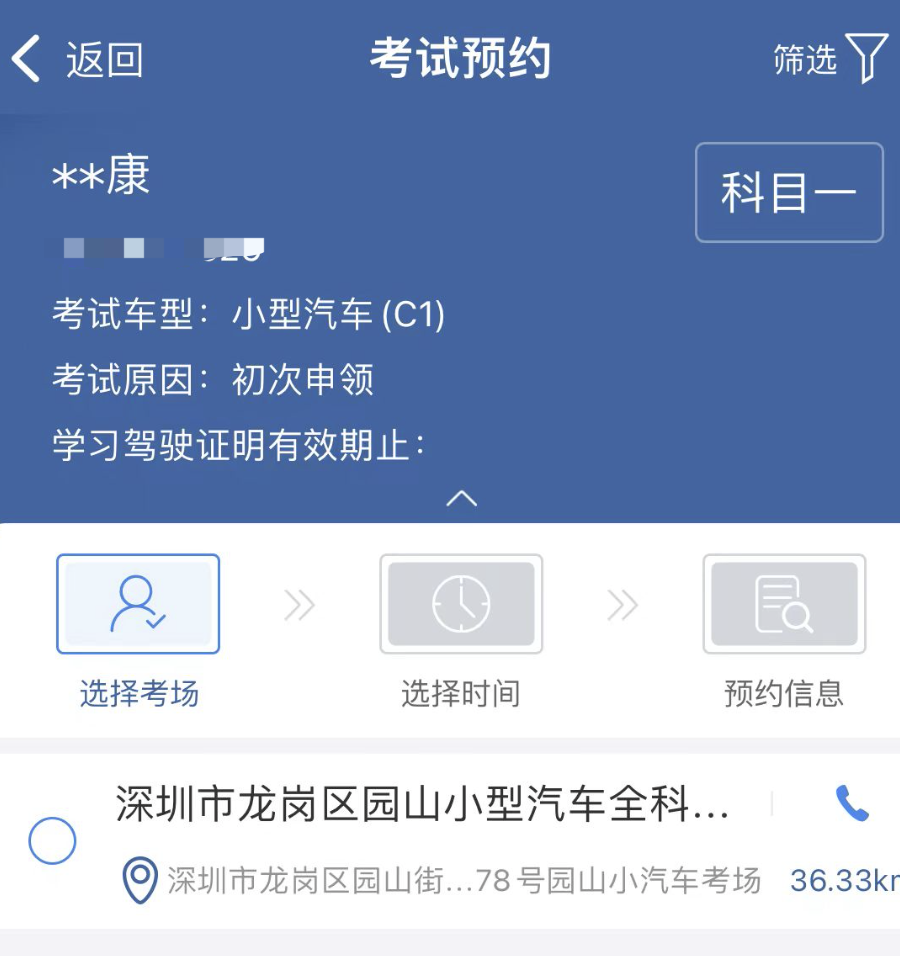 返回
考试预约
筛选
**康
科目一
考试车型：小型汽车(C1)
考试原因：初次申领
学习驾驶证明有效期止：
选择考场
选择时间
预约信息
深圳市龙岗区园山小型汽车全科...
深圳市龙岗区园山街...78号园山小汽车考场
36.33k